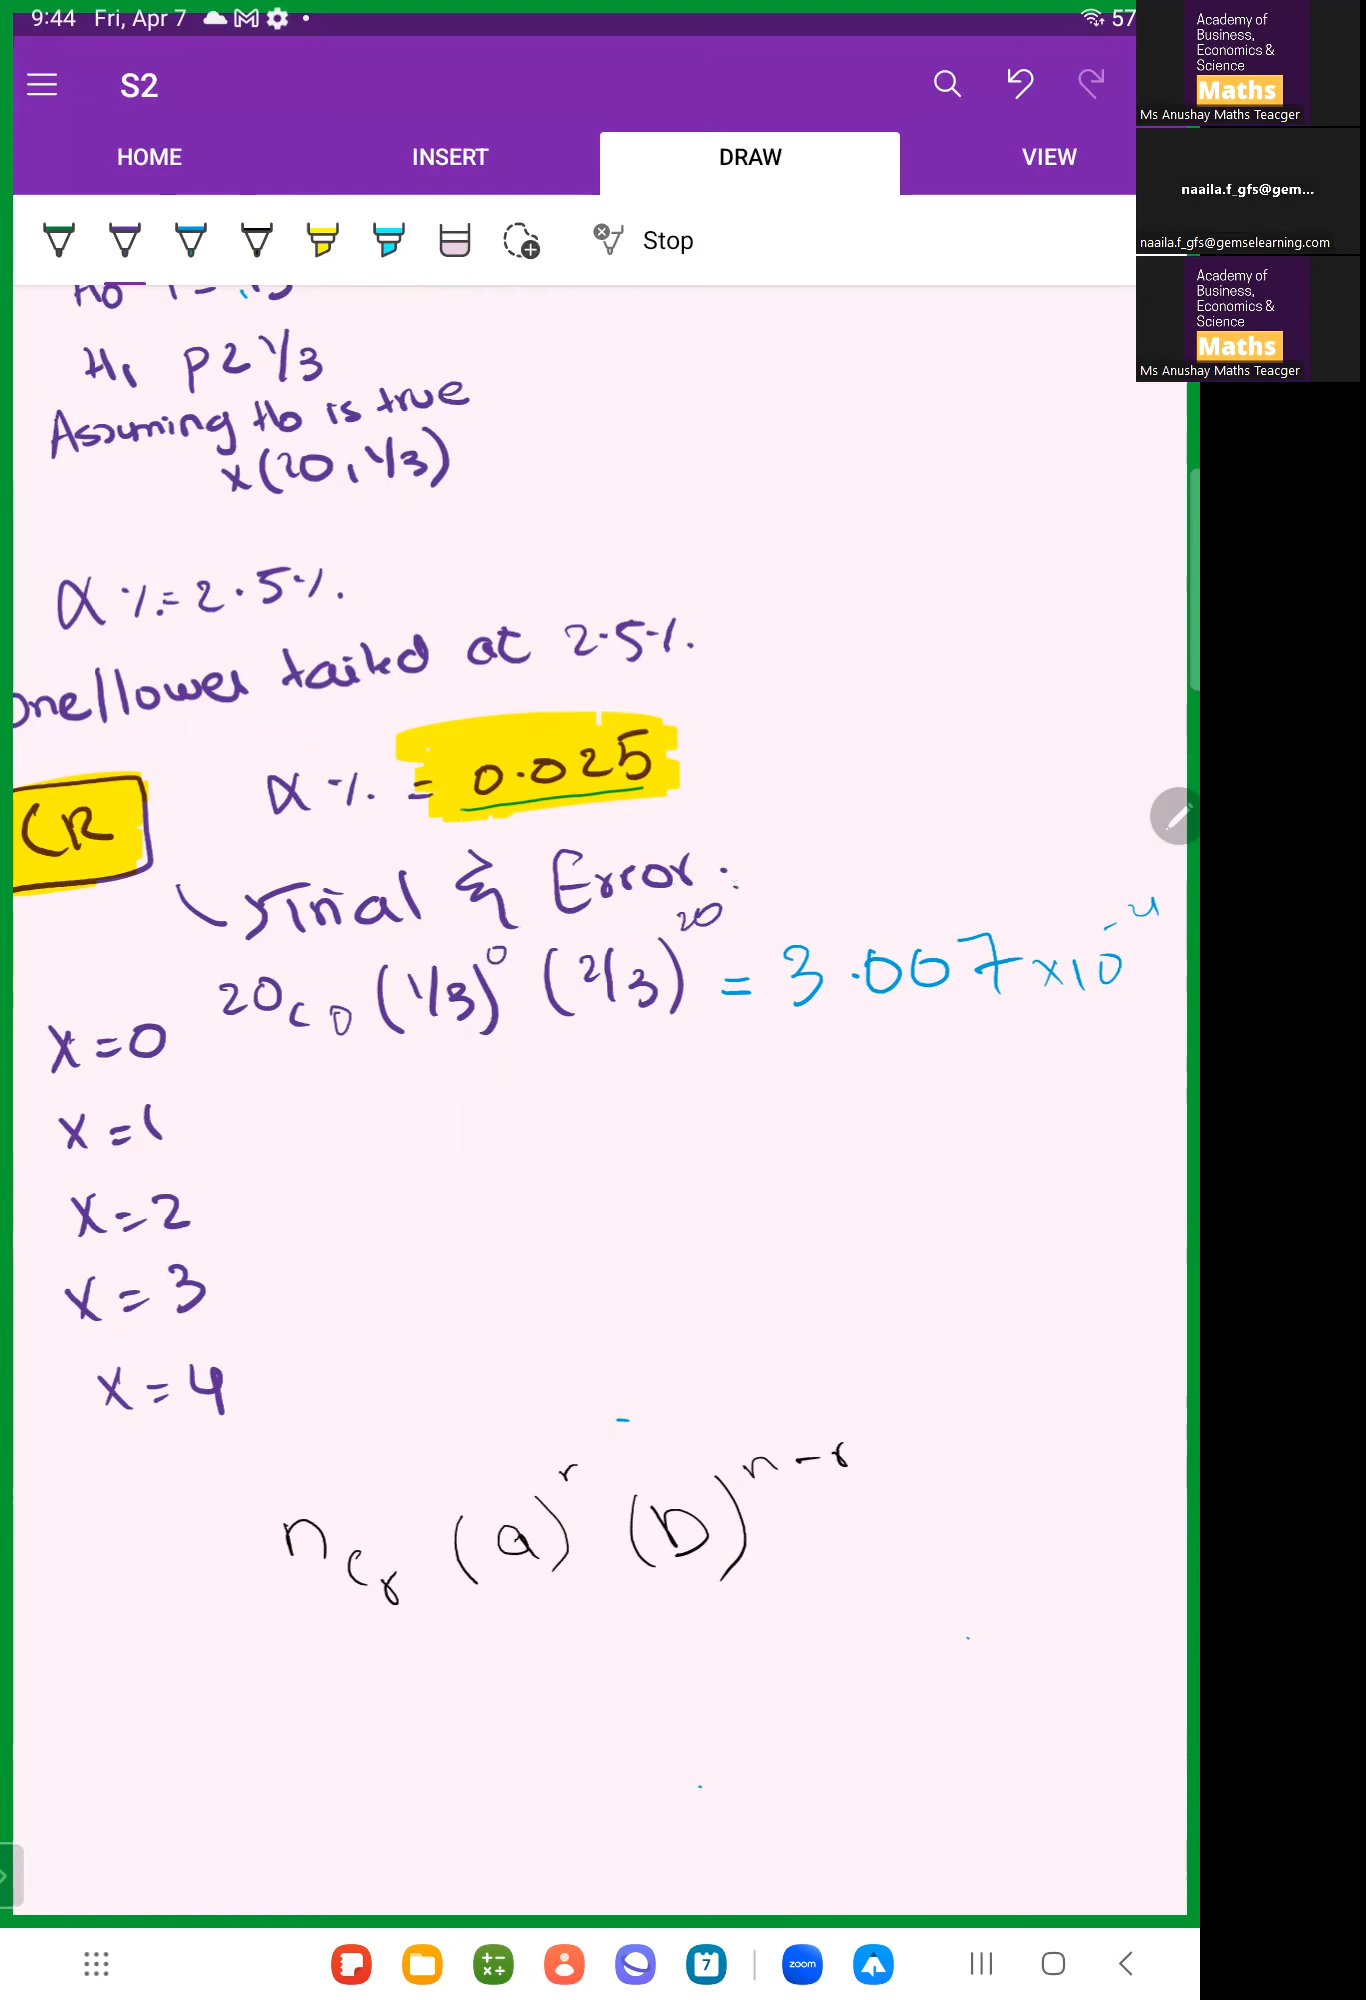 9:44 Fri, Apr 7
57
S2
HOME INSERT DRAW VIEW
Stop
Academy of
Business,
Economics &
Science
Maths
Ms Anushay Maths Teacger
naaila.f_gfs@gem...
naaila.f_gfs@gemselearning.com
Academy of
Business,
Economics &
Science
Maths
Ms Anushay Maths Teacger
H₁ P < 1/3
Assuming Ho is true
x(20, 1/3)
α % = 2.5%.
one/lower tailed at 2.5%.
α % = 0.025
CR
Trial & Error.
20C0 (1/3)^0 (2/3)^20 = 3.007 x 10^-4
X=0
X=1
X=2
X=3
X=4
nCr (a)^r (b)^n-r
7
zoom